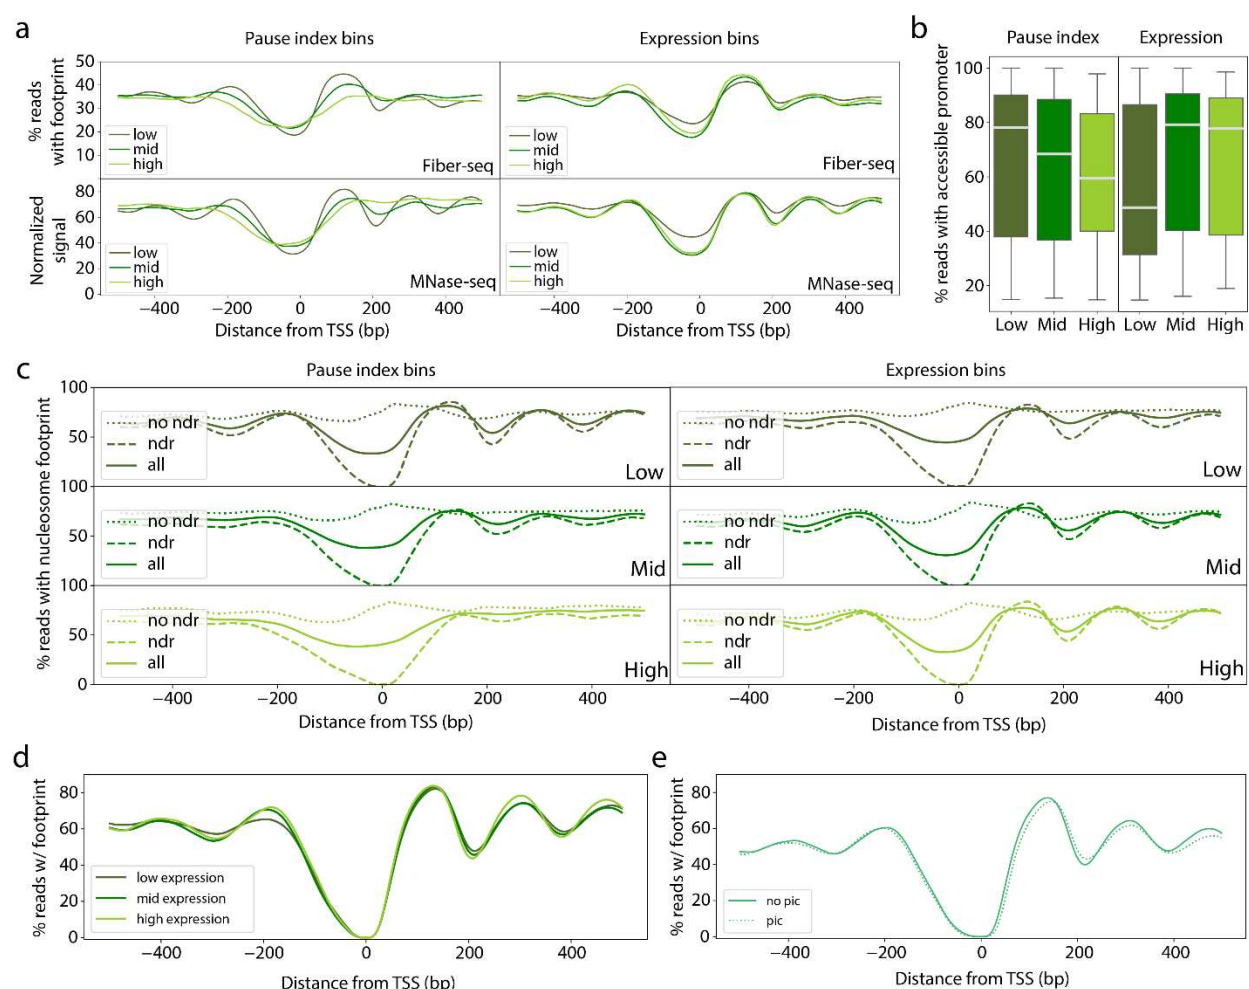 a
Pause index bins
Expression bins
% reads
with footprint
50
40
30
20
10
low
mid
high
Fiber-seq
low
mid
high
Fiber-seq
Normalized
signal
80
60
40
20
0
low
mid
high
MNase-seq
low
mid
high
MNase-seq
−400 −200 0 200 400
−400 −200 0 200 400
Distance from TSS (bp)
Distance from TSS (bp)
b
Pause index
Expression
% reads with accessible promoter
100
80
60
40
20
Low Mid High Low Mid High
c
Pause index bins
Expression bins
% reads with nucleosome footprint
100
50
no ndr
ndr
all
Low
no ndr
ndr
all
Low
100
50
no ndr
ndr
all
Mid
no ndr
ndr
all
Mid
100
50
0
no ndr
ndr
all
High
no ndr
ndr
all
High
−400 −200 0 200 400
−400 −200 0 200 400
Distance from TSS (bp)
Distance from TSS (bp)
d
% reads w/ footprint
80
60
40
20
0
low expression
mid expression
high expression
−400 −200 0 200 400
Distance from TSS (bp)
e
% reads w/ footprint
80
60
40
20
0
no pic
pic
−400 −200 0 200 400
Distance from TSS (bp)